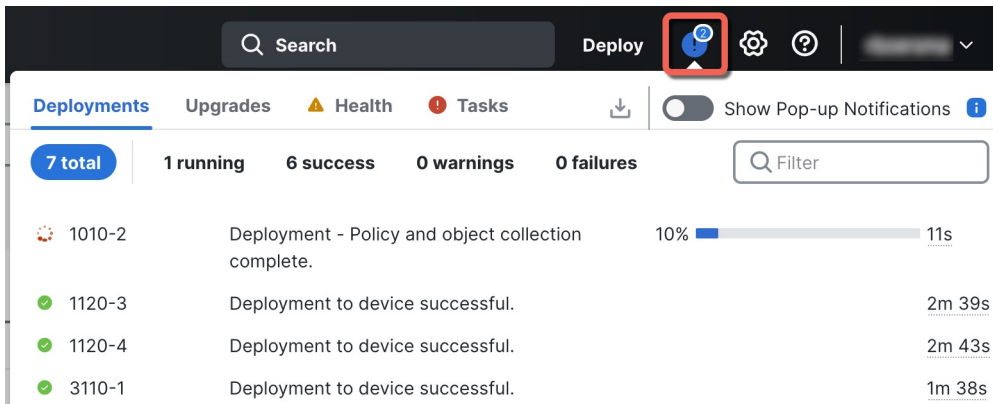 Search
Deploy
2
Deployments Upgrades Health Tasks Show Pop-up Notifications
7 total 1 running 6 success 0 warnings 0 failures Filter
1010-2 Deployment - Policy and object collection 10% 11s
complete.
1120-3 Deployment to device successful. 2m 39s
1120-4 Deployment to device successful. 2m 43s
3110-1 Deployment to device successful. 1m 38s